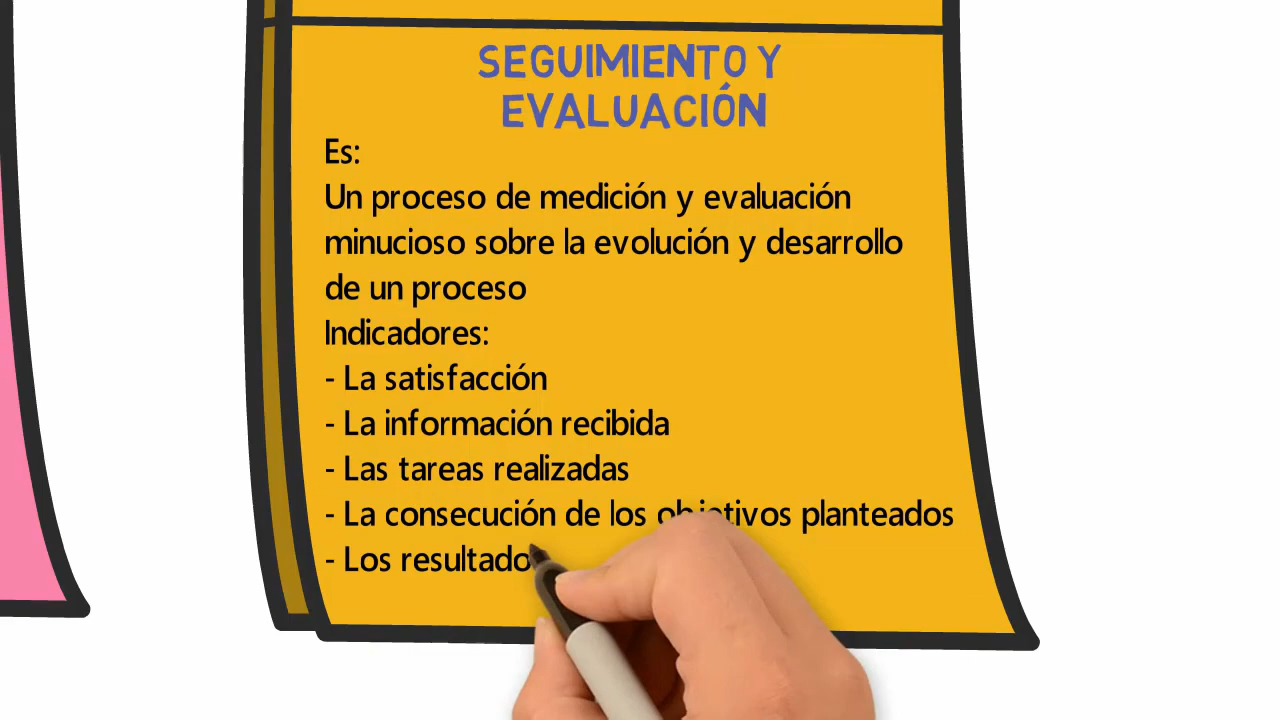 SEGUIMIENTO Y
EVALUACIÓN
Es:
Un proceso de medición y evaluación
minucioso sobre la evolución y desarrollo
de un proceso
Indicadores:
- La satisfacción
- La información recibida
- Las tareas realizadas
- La consecución de los objetivos planteados
- Los resultado